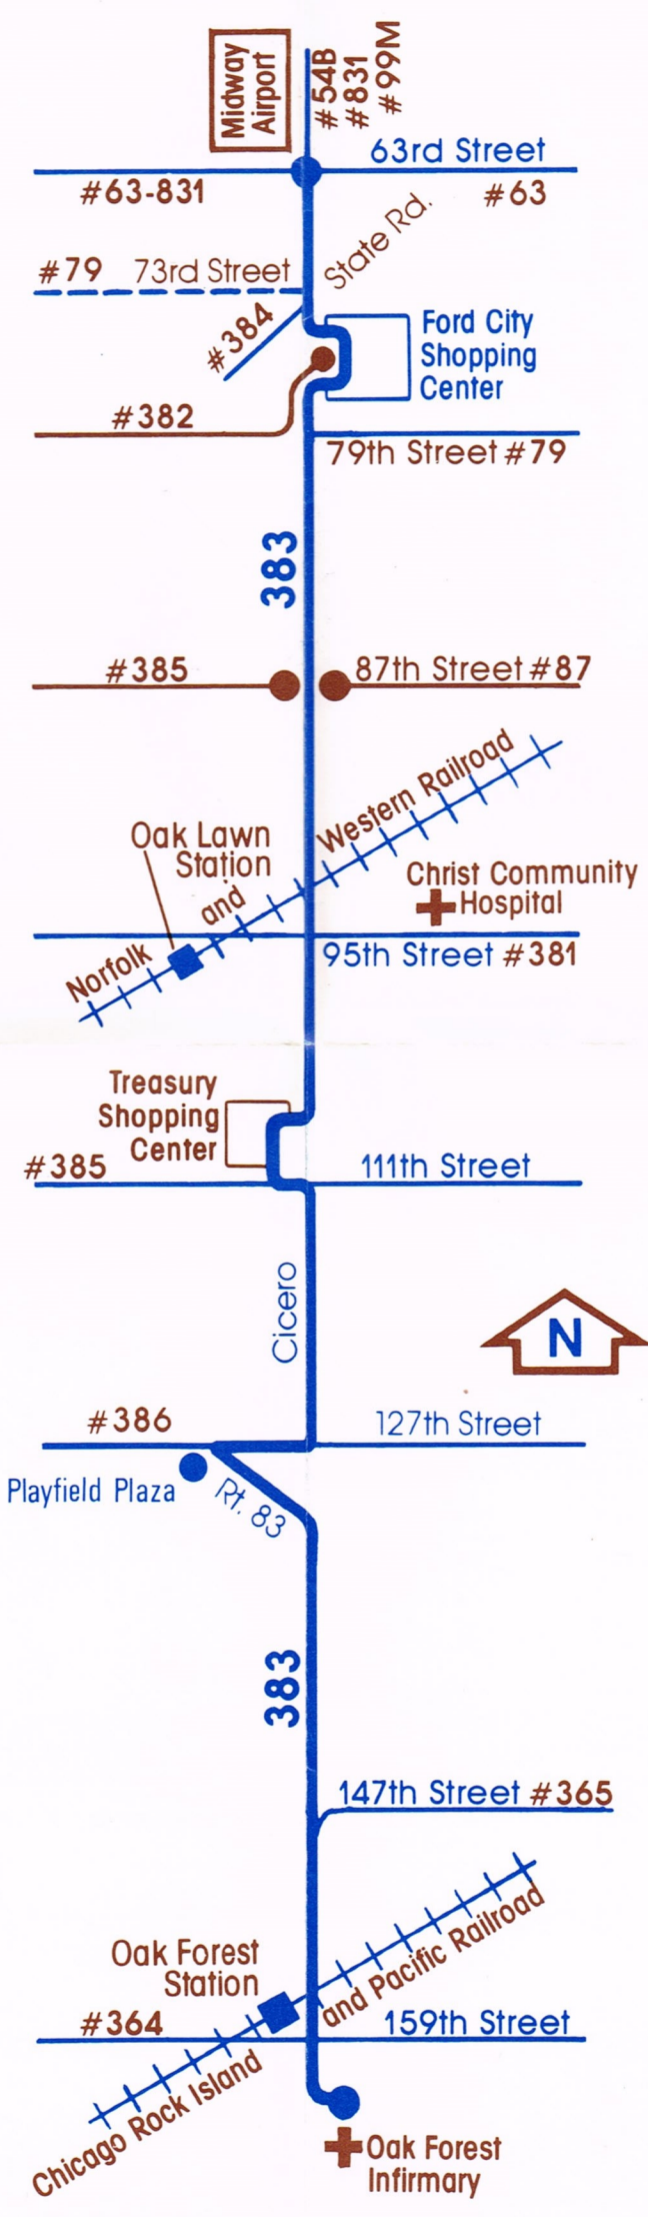 Midway
Airport
#54B
#831
#99M
63rd Street
#63-831
#63
State Rd.
#79 73rd Street
#384
Ford City
Shopping
Center
#382
79th Street #79
383
#385
87th Street #87
Norfolk and Western Railroad
Oak Lawn
Station
Christ Community
Hospital
95th Street #381
Treasury
Shopping
Center
#385
111th Street
Cicero
N
#386
127th Street
Playfield Plaza
Rt. 83
383
147th Street #365
Oak Forest
Station
Chicago Rock Island and Pacific Railroad
#364
159th Street
Oak Forest
Infirmary